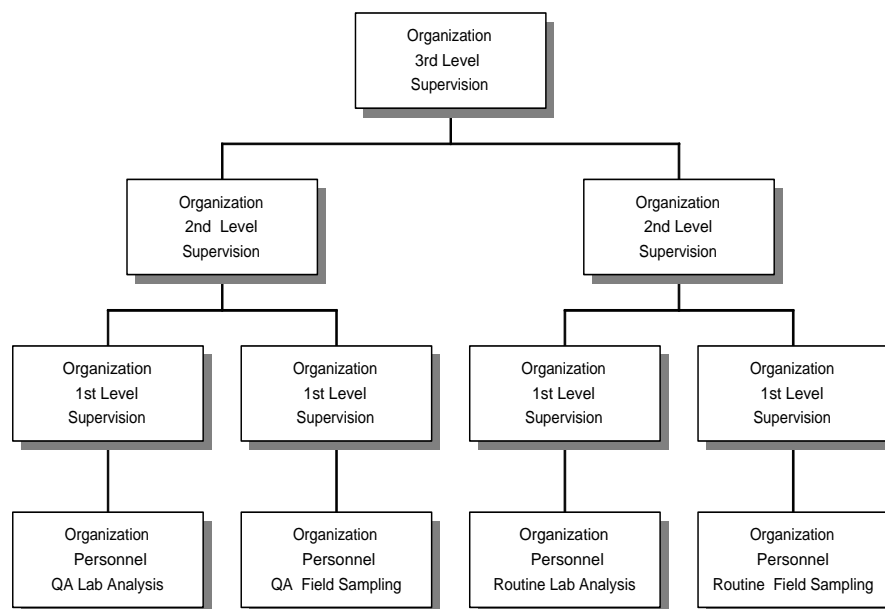 Organization
3rd Level
Supervision
Organization
2nd Level
Supervision
Organization
2nd Level
Supervision
Organization
1st Level
Supervision
Organization
1st Level
Supervision
Organization
1st Level
Supervision
Organization
1st Level
Supervision
Organization
Personnel
QA Lab Analysis
Organization
Personnel
QA Field Sampling
Organization
Personnel
Routine Lab Analysis
Organization
Personnel
Routine Field Sampling